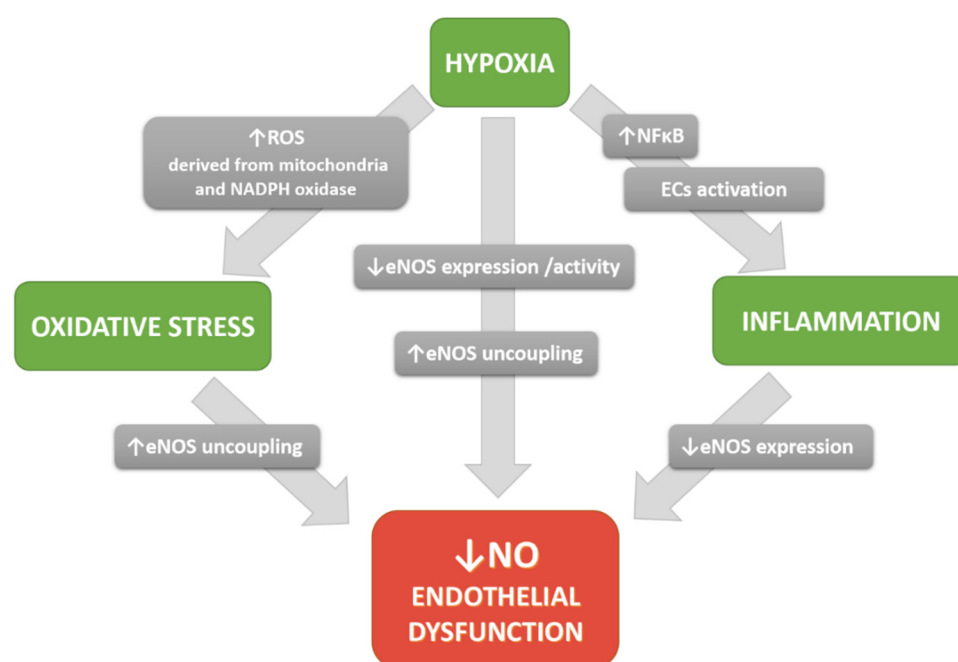 HYPOXIA
↑ROS
derived from mitochondria
and NADPH oxidase
↑NFκB
ECs activation
↓eNOS expression /activity
OXIDATIVE STRESS
INFLAMMATION
↑eNOS uncoupling
↑eNOS uncoupling
↓eNOS expression
↓NO
ENDOTHELIAL
DYSFUNCTION